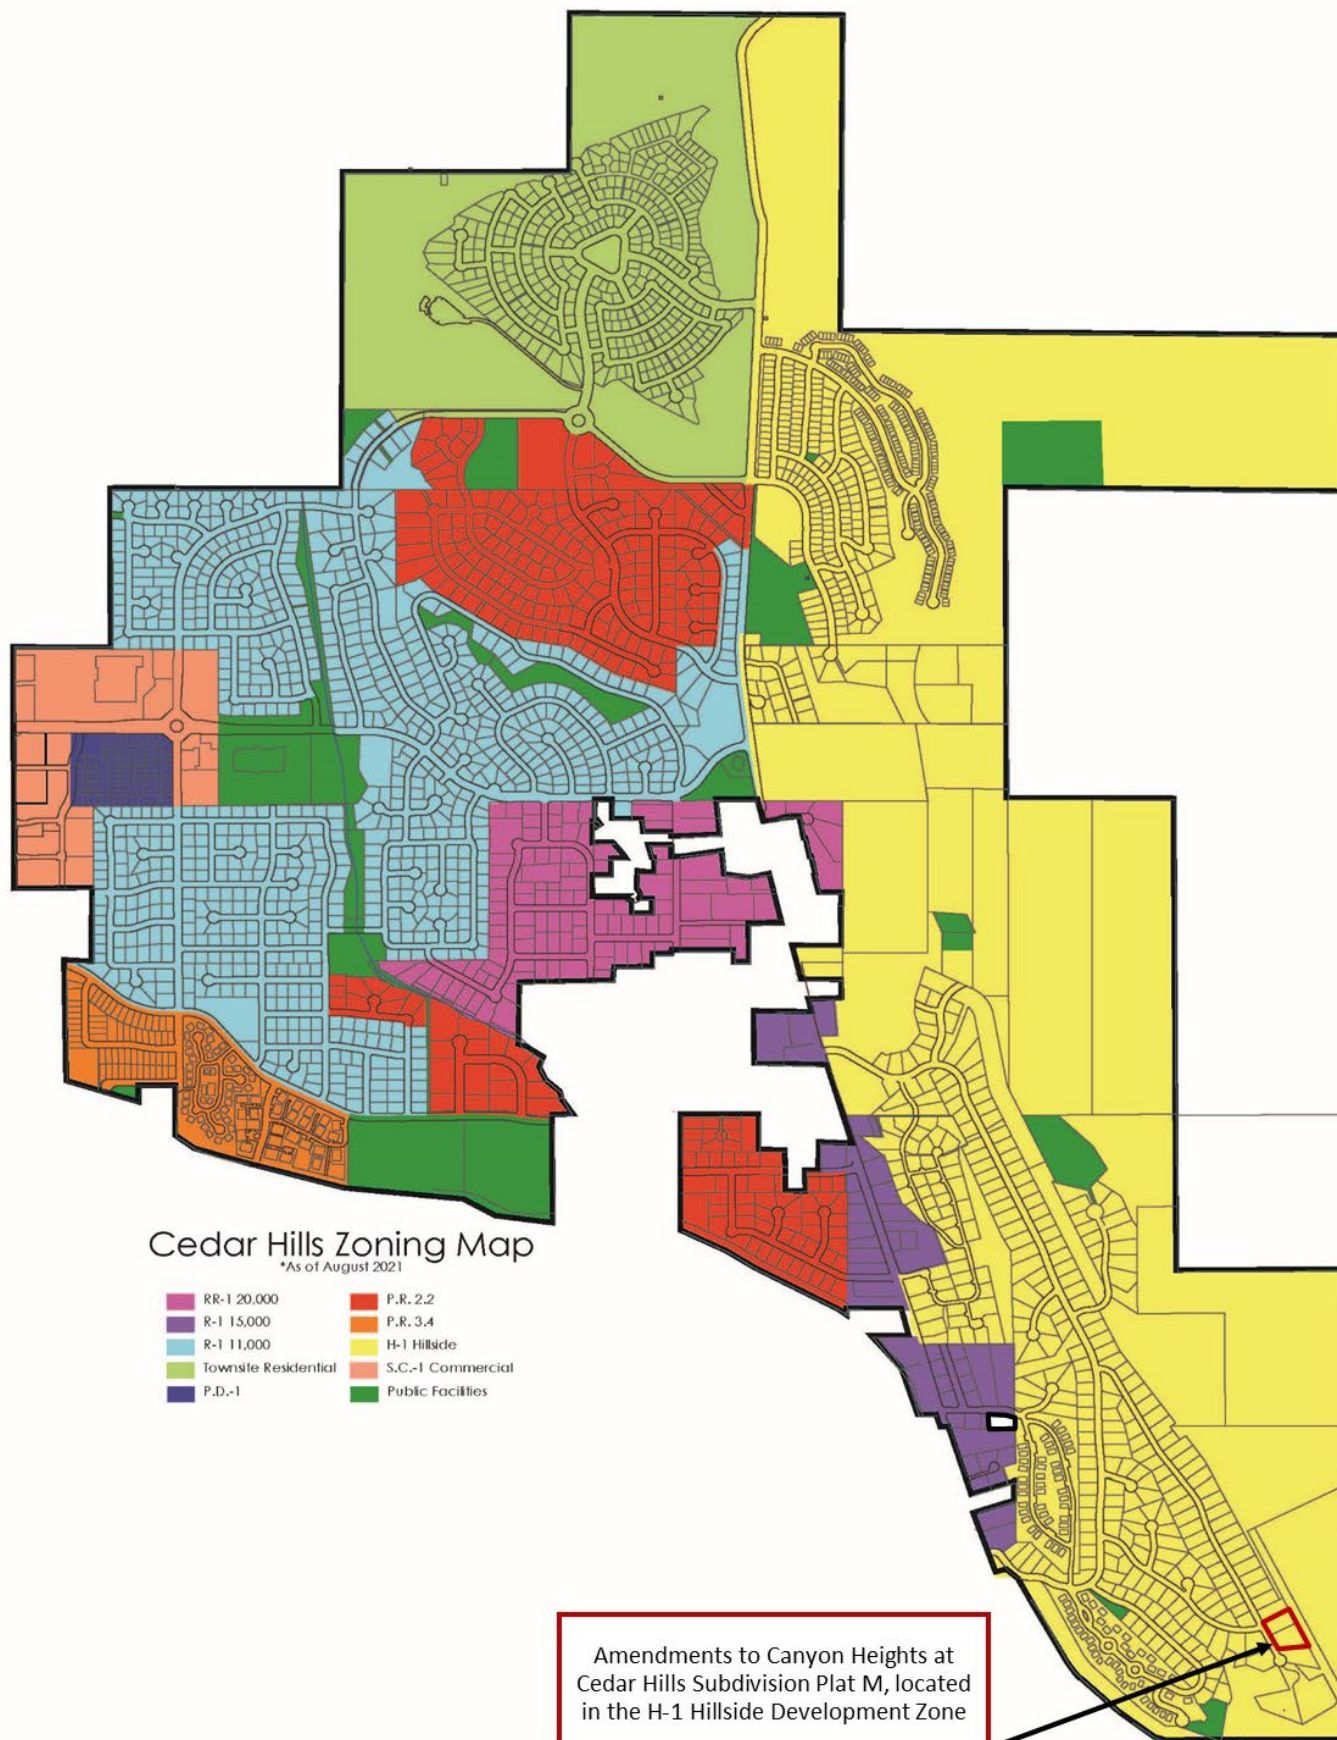 Cedar Hills Zoning Map
*As of August 2021
RR-1 20,000
R-1 15,000
R-1 11,000
Townsite Residential
P.D.-1
P.R. 2.2
P.R. 3.4
H-1 Hillside
S.C.-1 Commercial
Public Facilities
Amendments to Canyon Heights at
Cedar Hills Subdivision Plat M, located
in the H-1 Hillside Development Zone